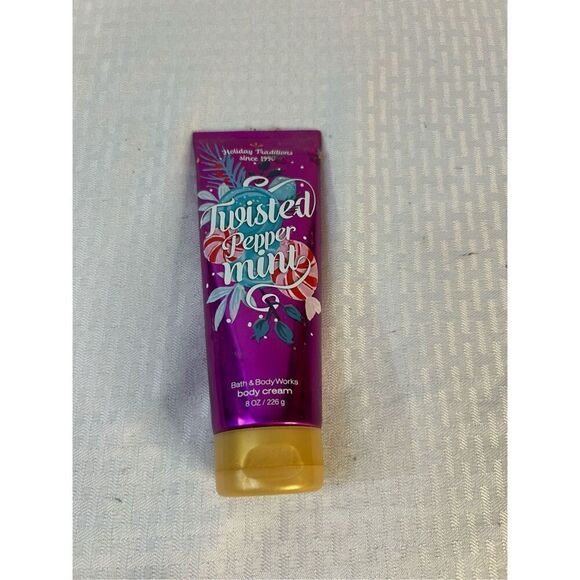 Holiday Traditions
since 1990
Twisted
Pepper
mint
Bath & Body Works
body cream
8 OZ / 226 g